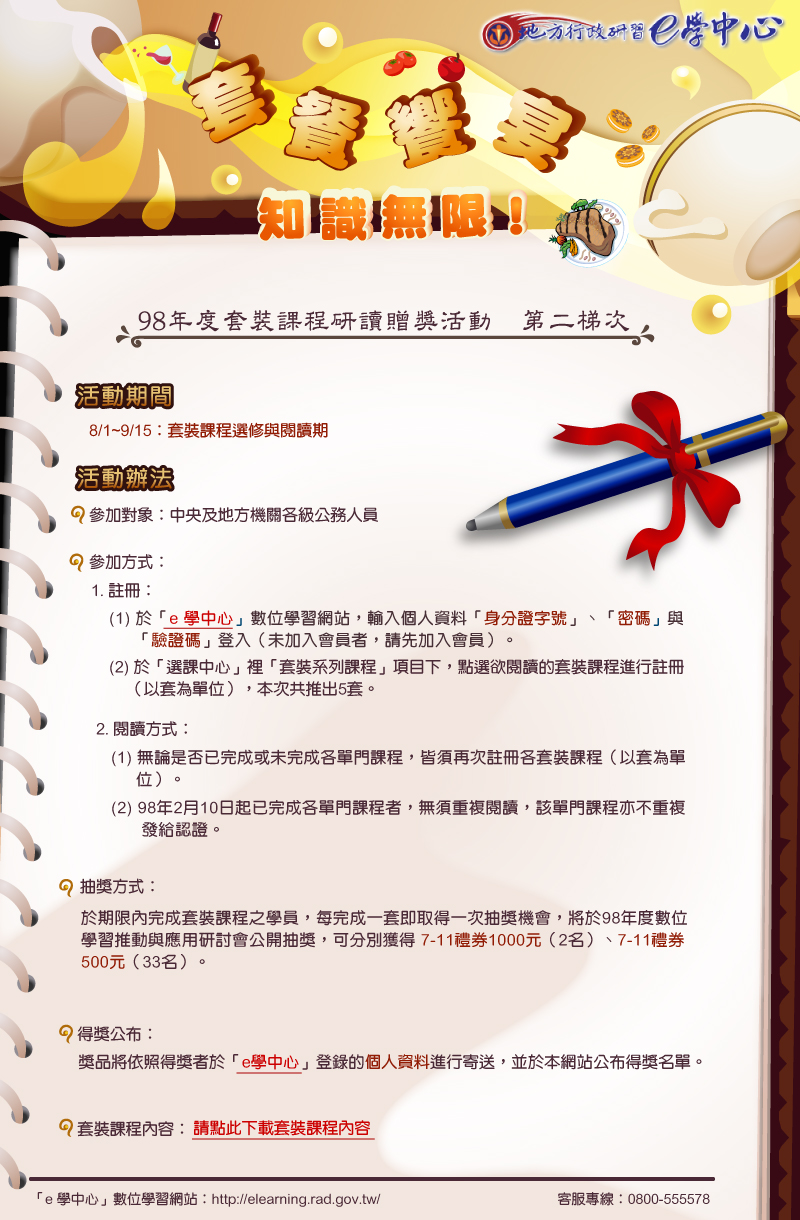 地方行政研習e學中心
套餐饗宴
知識無限！
98年度套裝課程研讀贈獎活動　第二梯次
活動期間
8/1~9/15：套裝課程選修與閱讀期
活動辦法
參加對象：中央及地方機關各級公務人員
參加方式：
1. 註冊：
(1) 於「e 學中心」數位學習網站，輸入個人資料「身分證字號」、「密碼」與
「驗證碼」登入（未加入會員者，請先加入會員）。
(2) 於「選課中心」裡「套裝系列課程」項目下，點選欲閱讀的套裝課程進行註冊
（以套為單位），本次共推出5套。
2. 閱讀方式：
(1) 無論是否已完成或未完成各單門課程，皆須再次註冊各套裝課程（以套為單
位）。
(2) 98年2月10日起已完成各單門課程者，無須重複閱讀，該單門課程亦不重複
發給認證。
抽獎方式：
於期限內完成套裝課程之學員，每完成一套即取得一次抽獎機會，將於98年度數位
學習推動與應用研討會公開抽獎，可分別獲得 7-11禮券1000元（2名）、7-11禮券
500元（33名）。
得獎公布：
獎品將依照得獎者於「e學中心」登錄的個人資料進行寄送，並於本網站公布得獎名單。
套裝課程內容：請點此下載套裝課程內容
「e 學中心」數位學習網站：http://elearning.rad.gov.tw/
客服專線：0800-555578